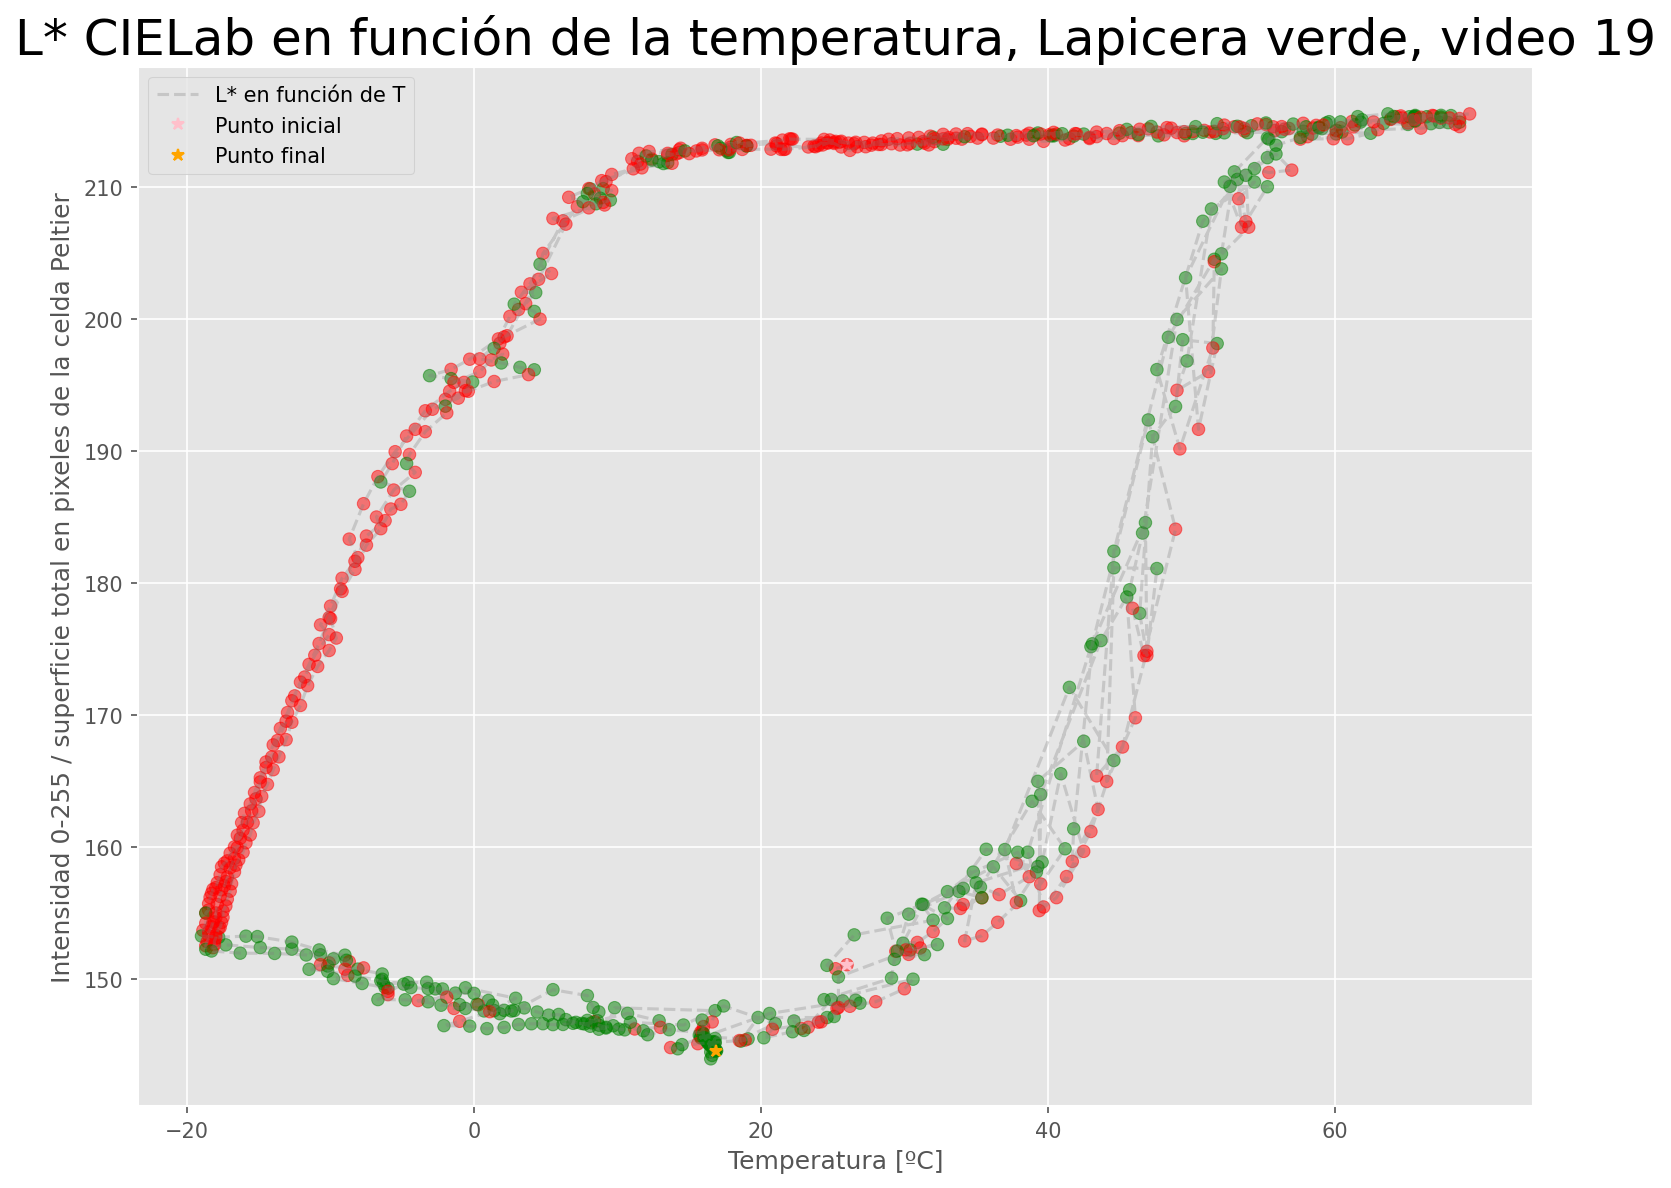 L* CIELab en función de la temperatura, Lapicera verde, video 19
L* en función de T
Punto inicial
Punto final
Intensidad 0-255 / superficie total en pixeles de la celda Peltier
210
200
190
180
170
160
150
−20
0
20
40
60
Temperatura [ºC]